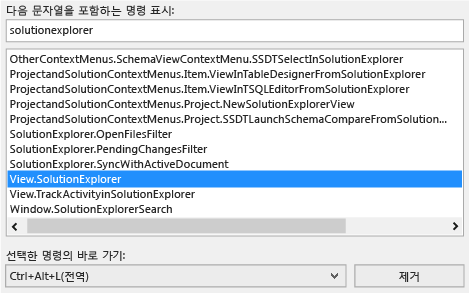 다음 문자열을 포함하는 명령 표시:
solutionexplorer
OtherContextMenus.SchemaViewContextMenu.SSDTSelectInSolutionExplorer
ProjectandSolutionContextMenus.Item.ViewInTableDesignerFromSolutionExplorer
ProjectandSolutionContextMenus.Item.ViewInTSQLEditorFromSolutionExplorer
ProjectandSolutionContextMenus.Project.NewSolutionExplorerView
ProjectandSolutionContextMenus.Project.SSDTLaunchSchemaCompareFromSolution...
SolutionExplorer.OpenFilesFilter
SolutionExplorer.PendingChangesFilter
SolutionExplorer.SyncWithActiveDocument
View.SolutionExplorer
View.TrackActivityinSolutionExplorer
Window.SolutionExplorerSearch
선택한 명령의 바로 가기:
Ctrl+Alt+L(전역)
제거